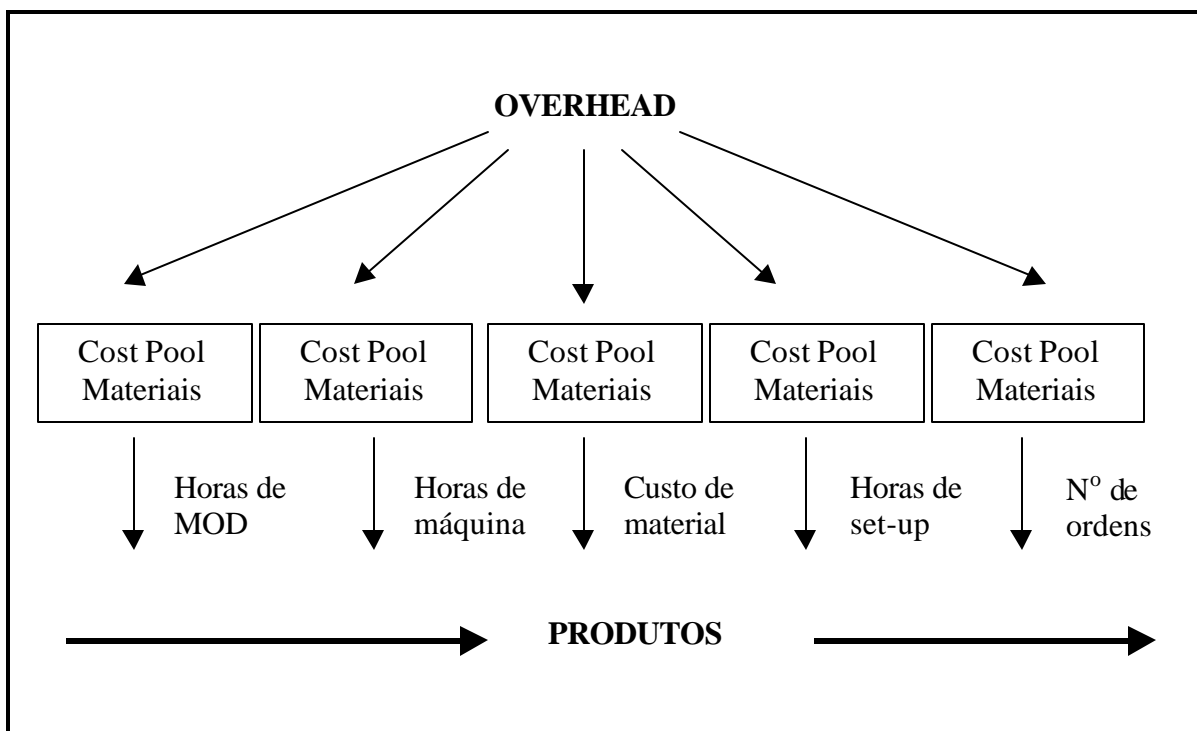 OVERHEAD
Cost Pool
Materiais
Cost Pool
Materiais
Cost Pool
Materiais
Cost Pool
Materiais
Cost Pool
Materiais
Horas de
MOD
Horas de
máquina
Custo de
material
Horas de
set-up
Nº de
ordens
PRODUTOS